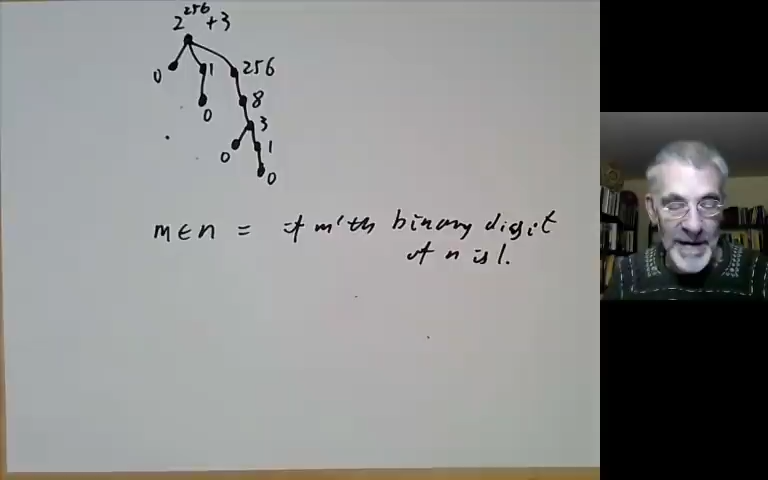 2^256 + 3
0 1 256
0 8
3
0 1
0
m ∈ n = if m'th binary digit
of n is 1.